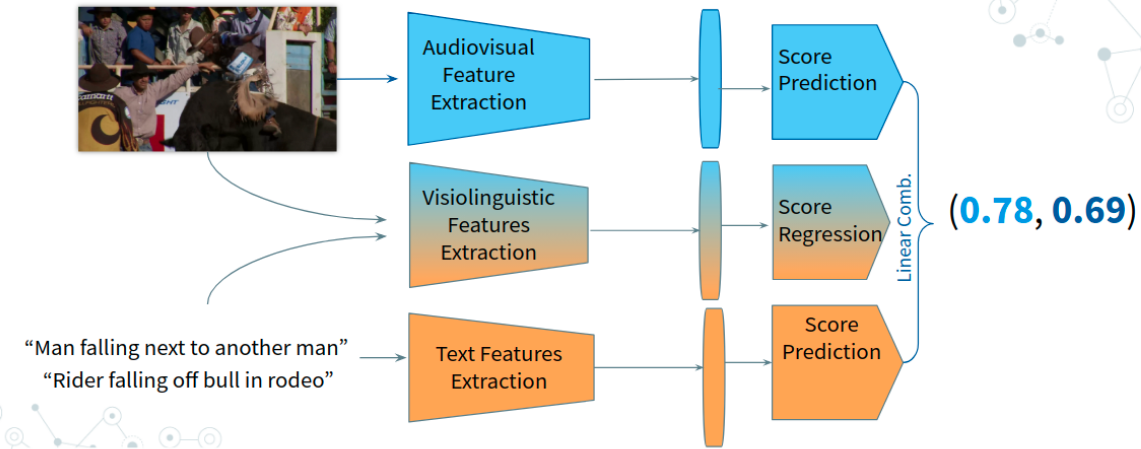 Audiovisual
Feature
Extraction
Score
Prediction
Visiolinguistic
Features
Extraction
Score
Regression
Linear Comb.
(0.78, 0.69)
“Man falling next to another man”
“Rider falling off bull in rodeo”
Text Features
Extraction
Score
Prediction